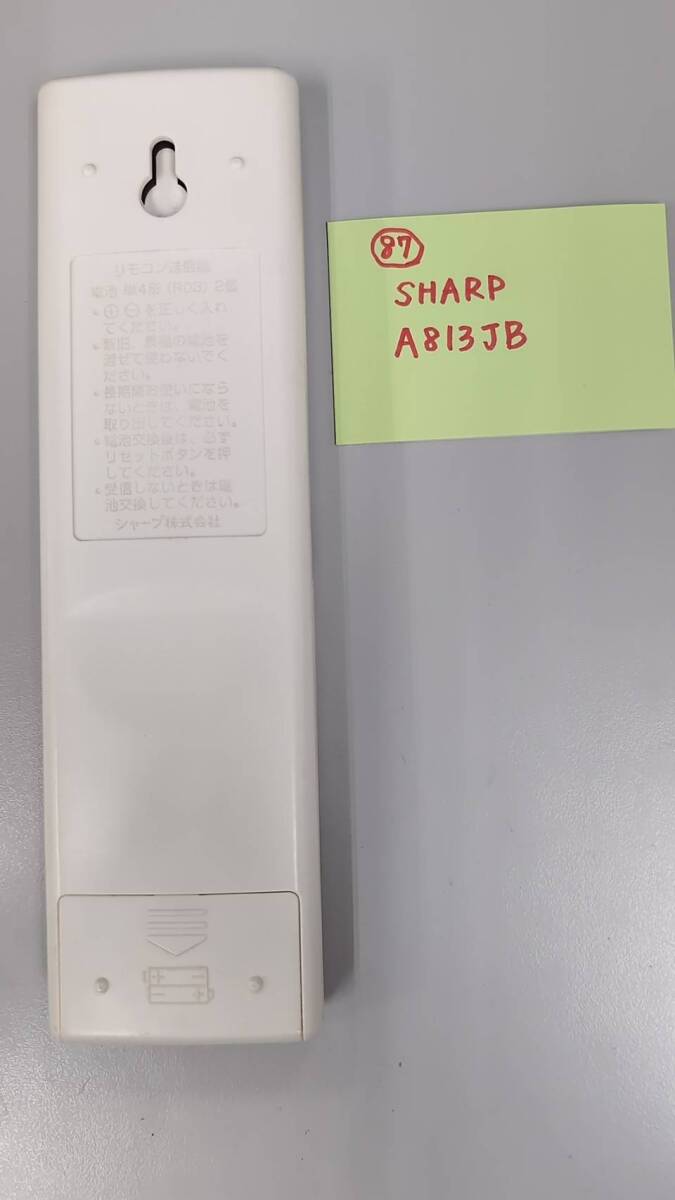 リモコン送信機
電池 単4形（R03）2個
• ⊕ ⊖ を正しく入れ
てください。
• 新旧、異種の電池を
混ぜて使わないでく
ださい。
• 長期間お使いになら
ないときは、電池を
取り出してください。
• 電池交換後は、必ず
リセットボタンを押
してください。
• 受信しないときは電
池交換してください。
シャープ株式会社
87
SHARP
A813JB